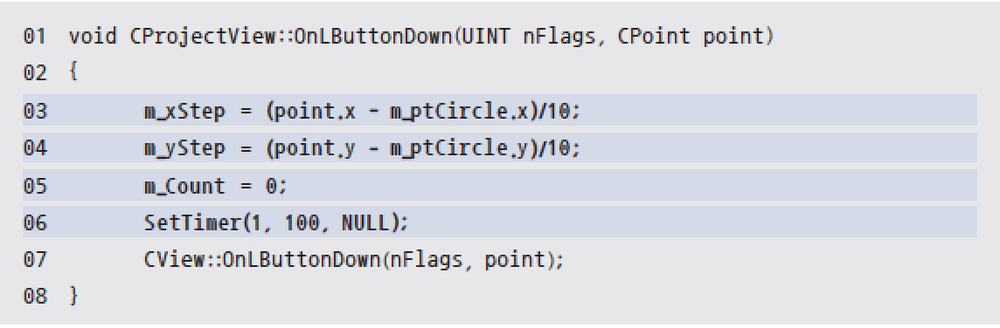 01 void CProjectView::OnLButtonDown(UINT nFlags, CPoint point)
02 {
03 m_xStep = (point.x - m_ptCircle.x)/10;
04 m_yStep = (point.y - m_ptCircle.y)/10;
05 m_Count = 0;
06 SetTimer(1, 100, NULL);
07 CView::OnLButtonDown(nFlags, point);
08 }